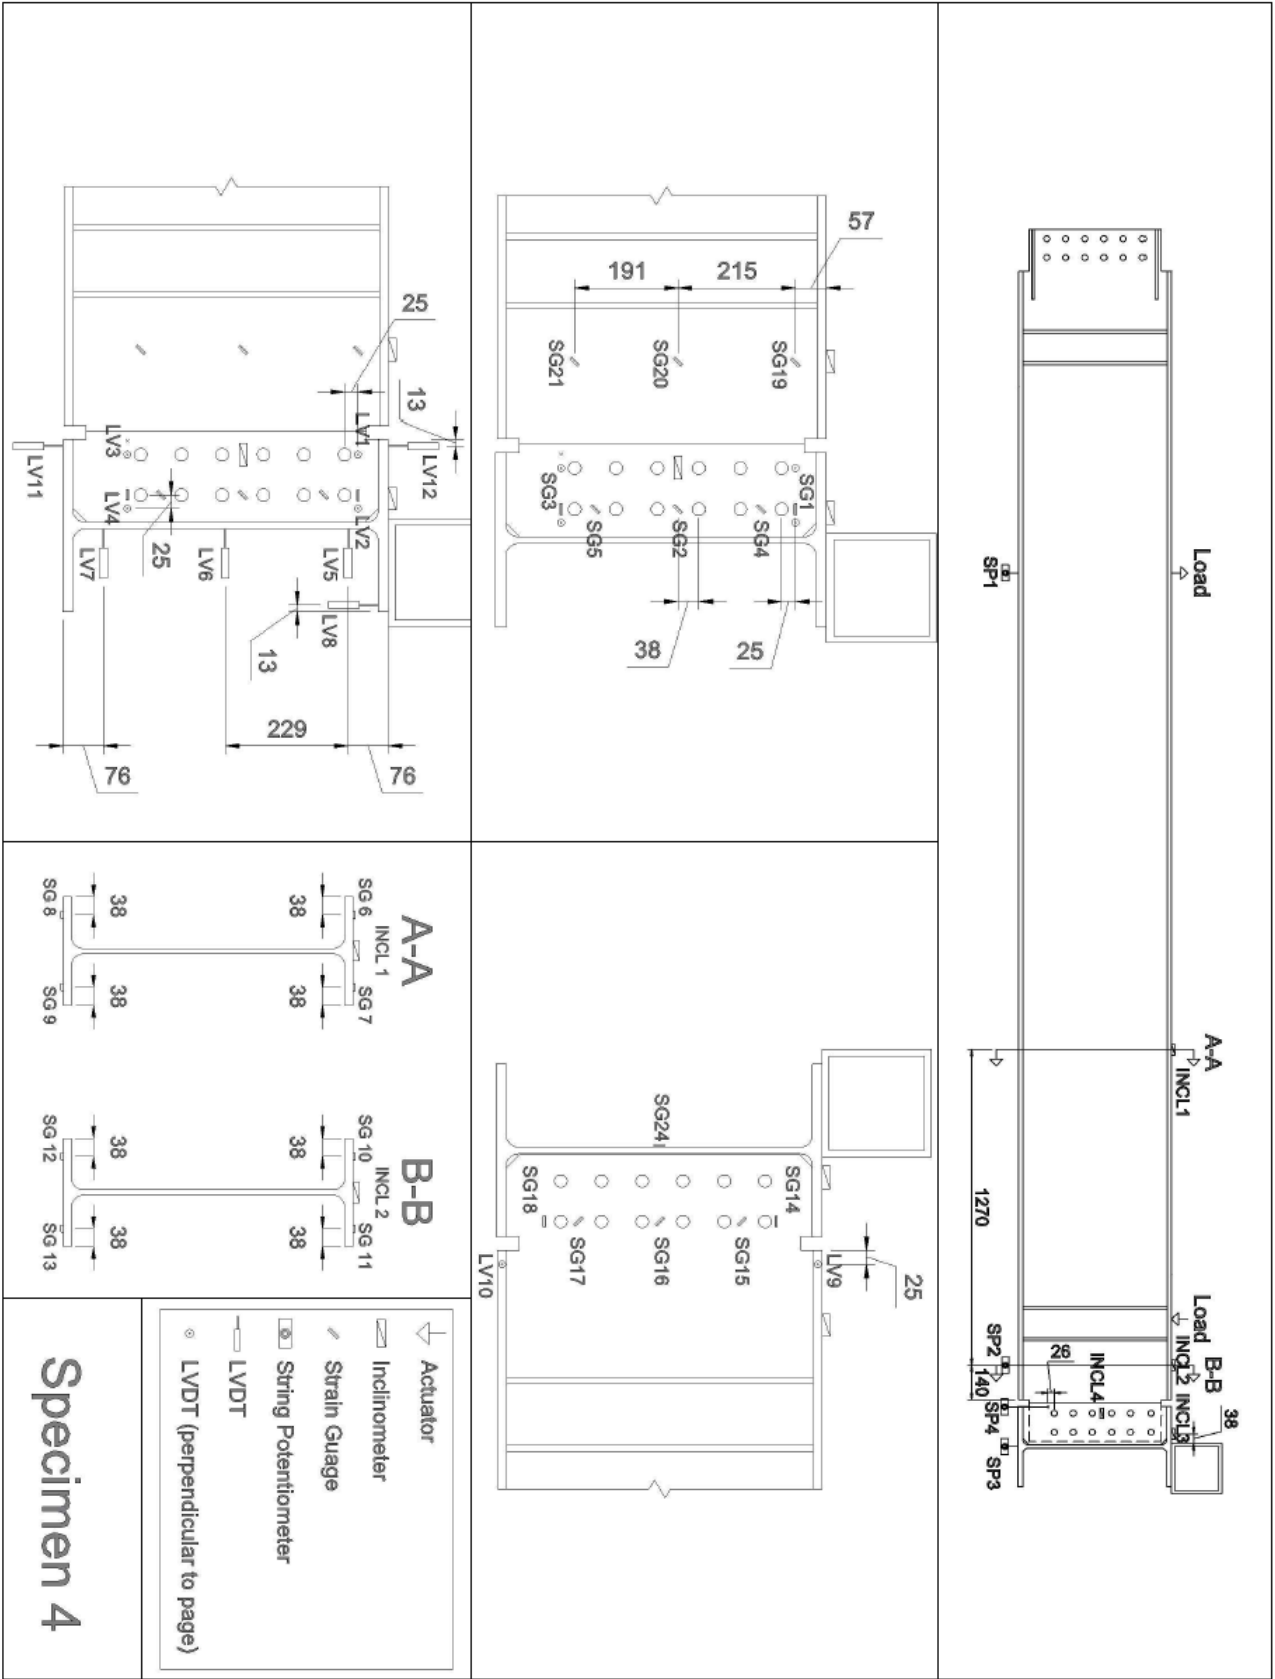 Load
A-A
INCL1
Load
B-B
INCL2
INCL3
38
INCL4
26
1270
140
SP1
SP2
SP4
SP3
57
215
191
SG19
SG20
SG21
SG1
SG3
SG4
SG2
SG5
25
38
SG24
SG14
SG18
SG15
SG16
SG17
LV9
LV10
25
25
13
LV1
LV3
LV12
LV11
LV2
LV4
25
LV5
LV6
LV7
LV8
13
229
76
76
A-A
INCL 1
SG 6
SG 7
38
38
38
38
SG 8
SG 9
B-B
INCL 2
SG 10
SG 11
38
38
38
38
SG 12
SG 13
Actuator
Inclinometer
Strain Guage
String Potentiometer
LVDT
LVDT (perpendicular to page)
Specimen 4